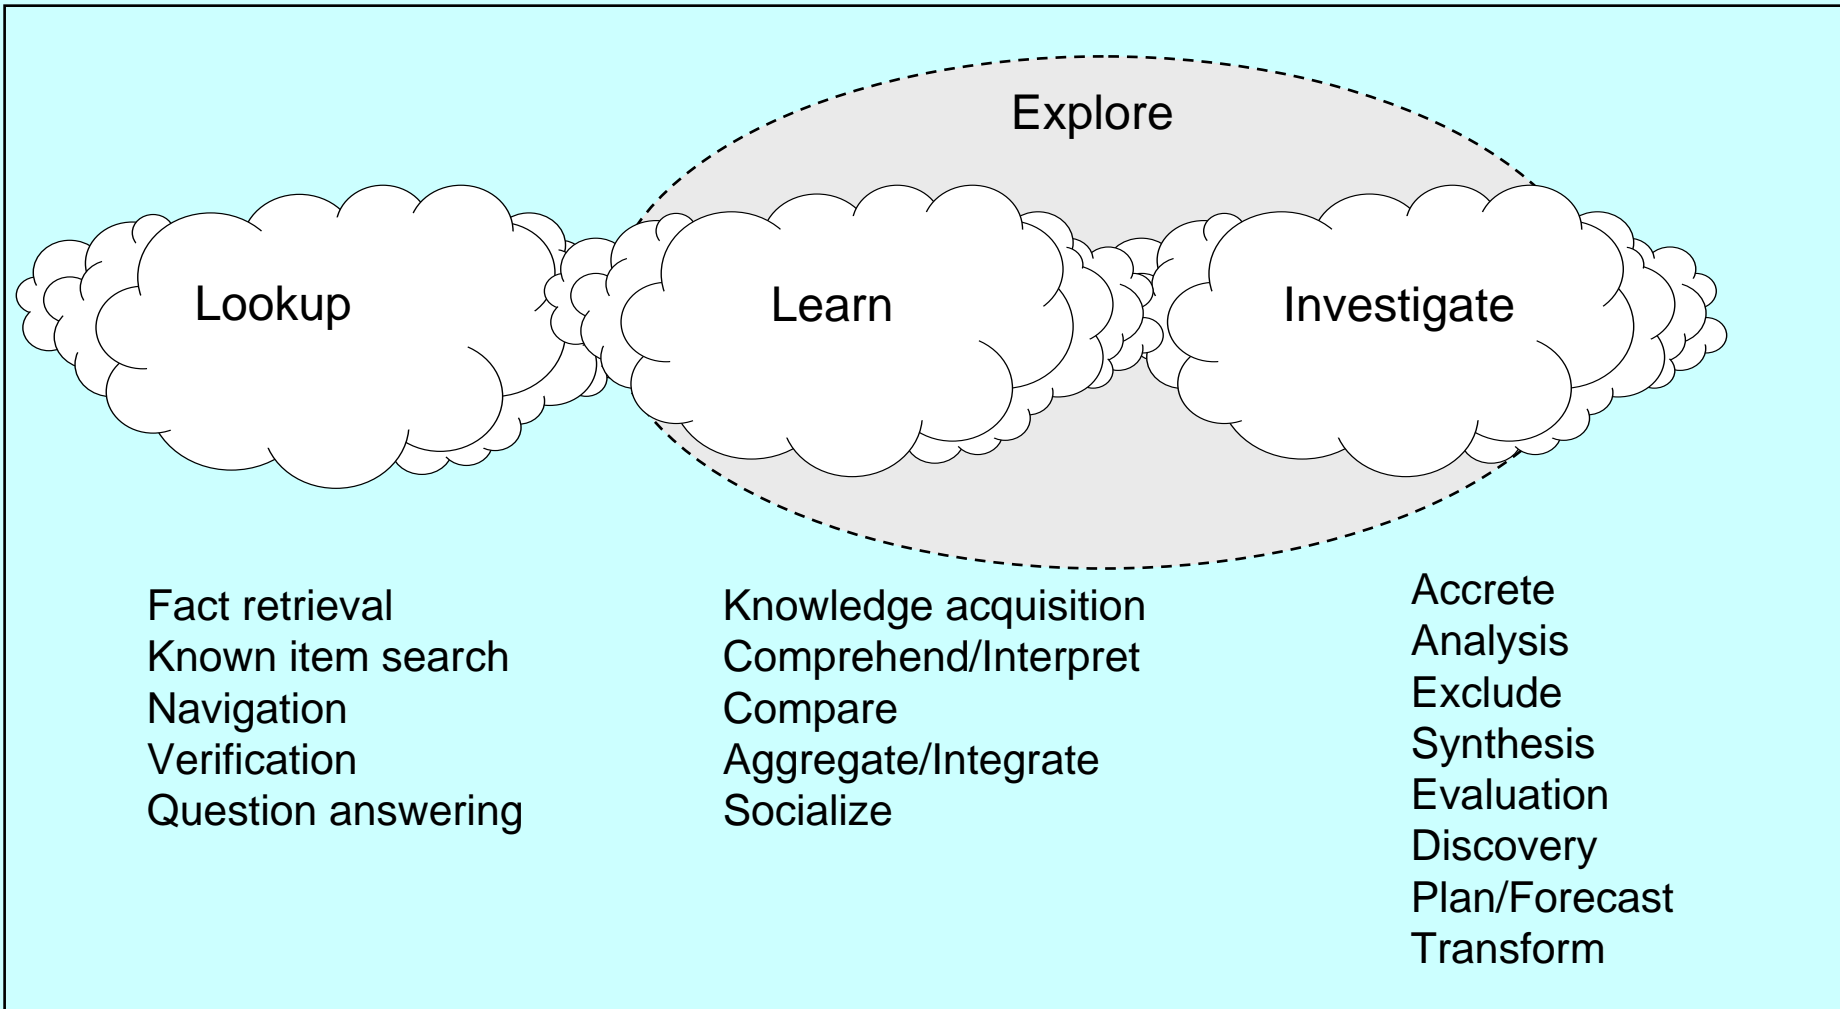 Explore
Lookup
Learn
Investigate
Fact retrieval
Known item search
Navigation
Verification
Question answering
Knowledge acquisition
Comprehend/Interpret
Compare
Aggregate/Integrate
Socialize
Accrete
Analysis
Exclude
Synthesis
Evaluation
Discovery
Plan/Forecast
Transform